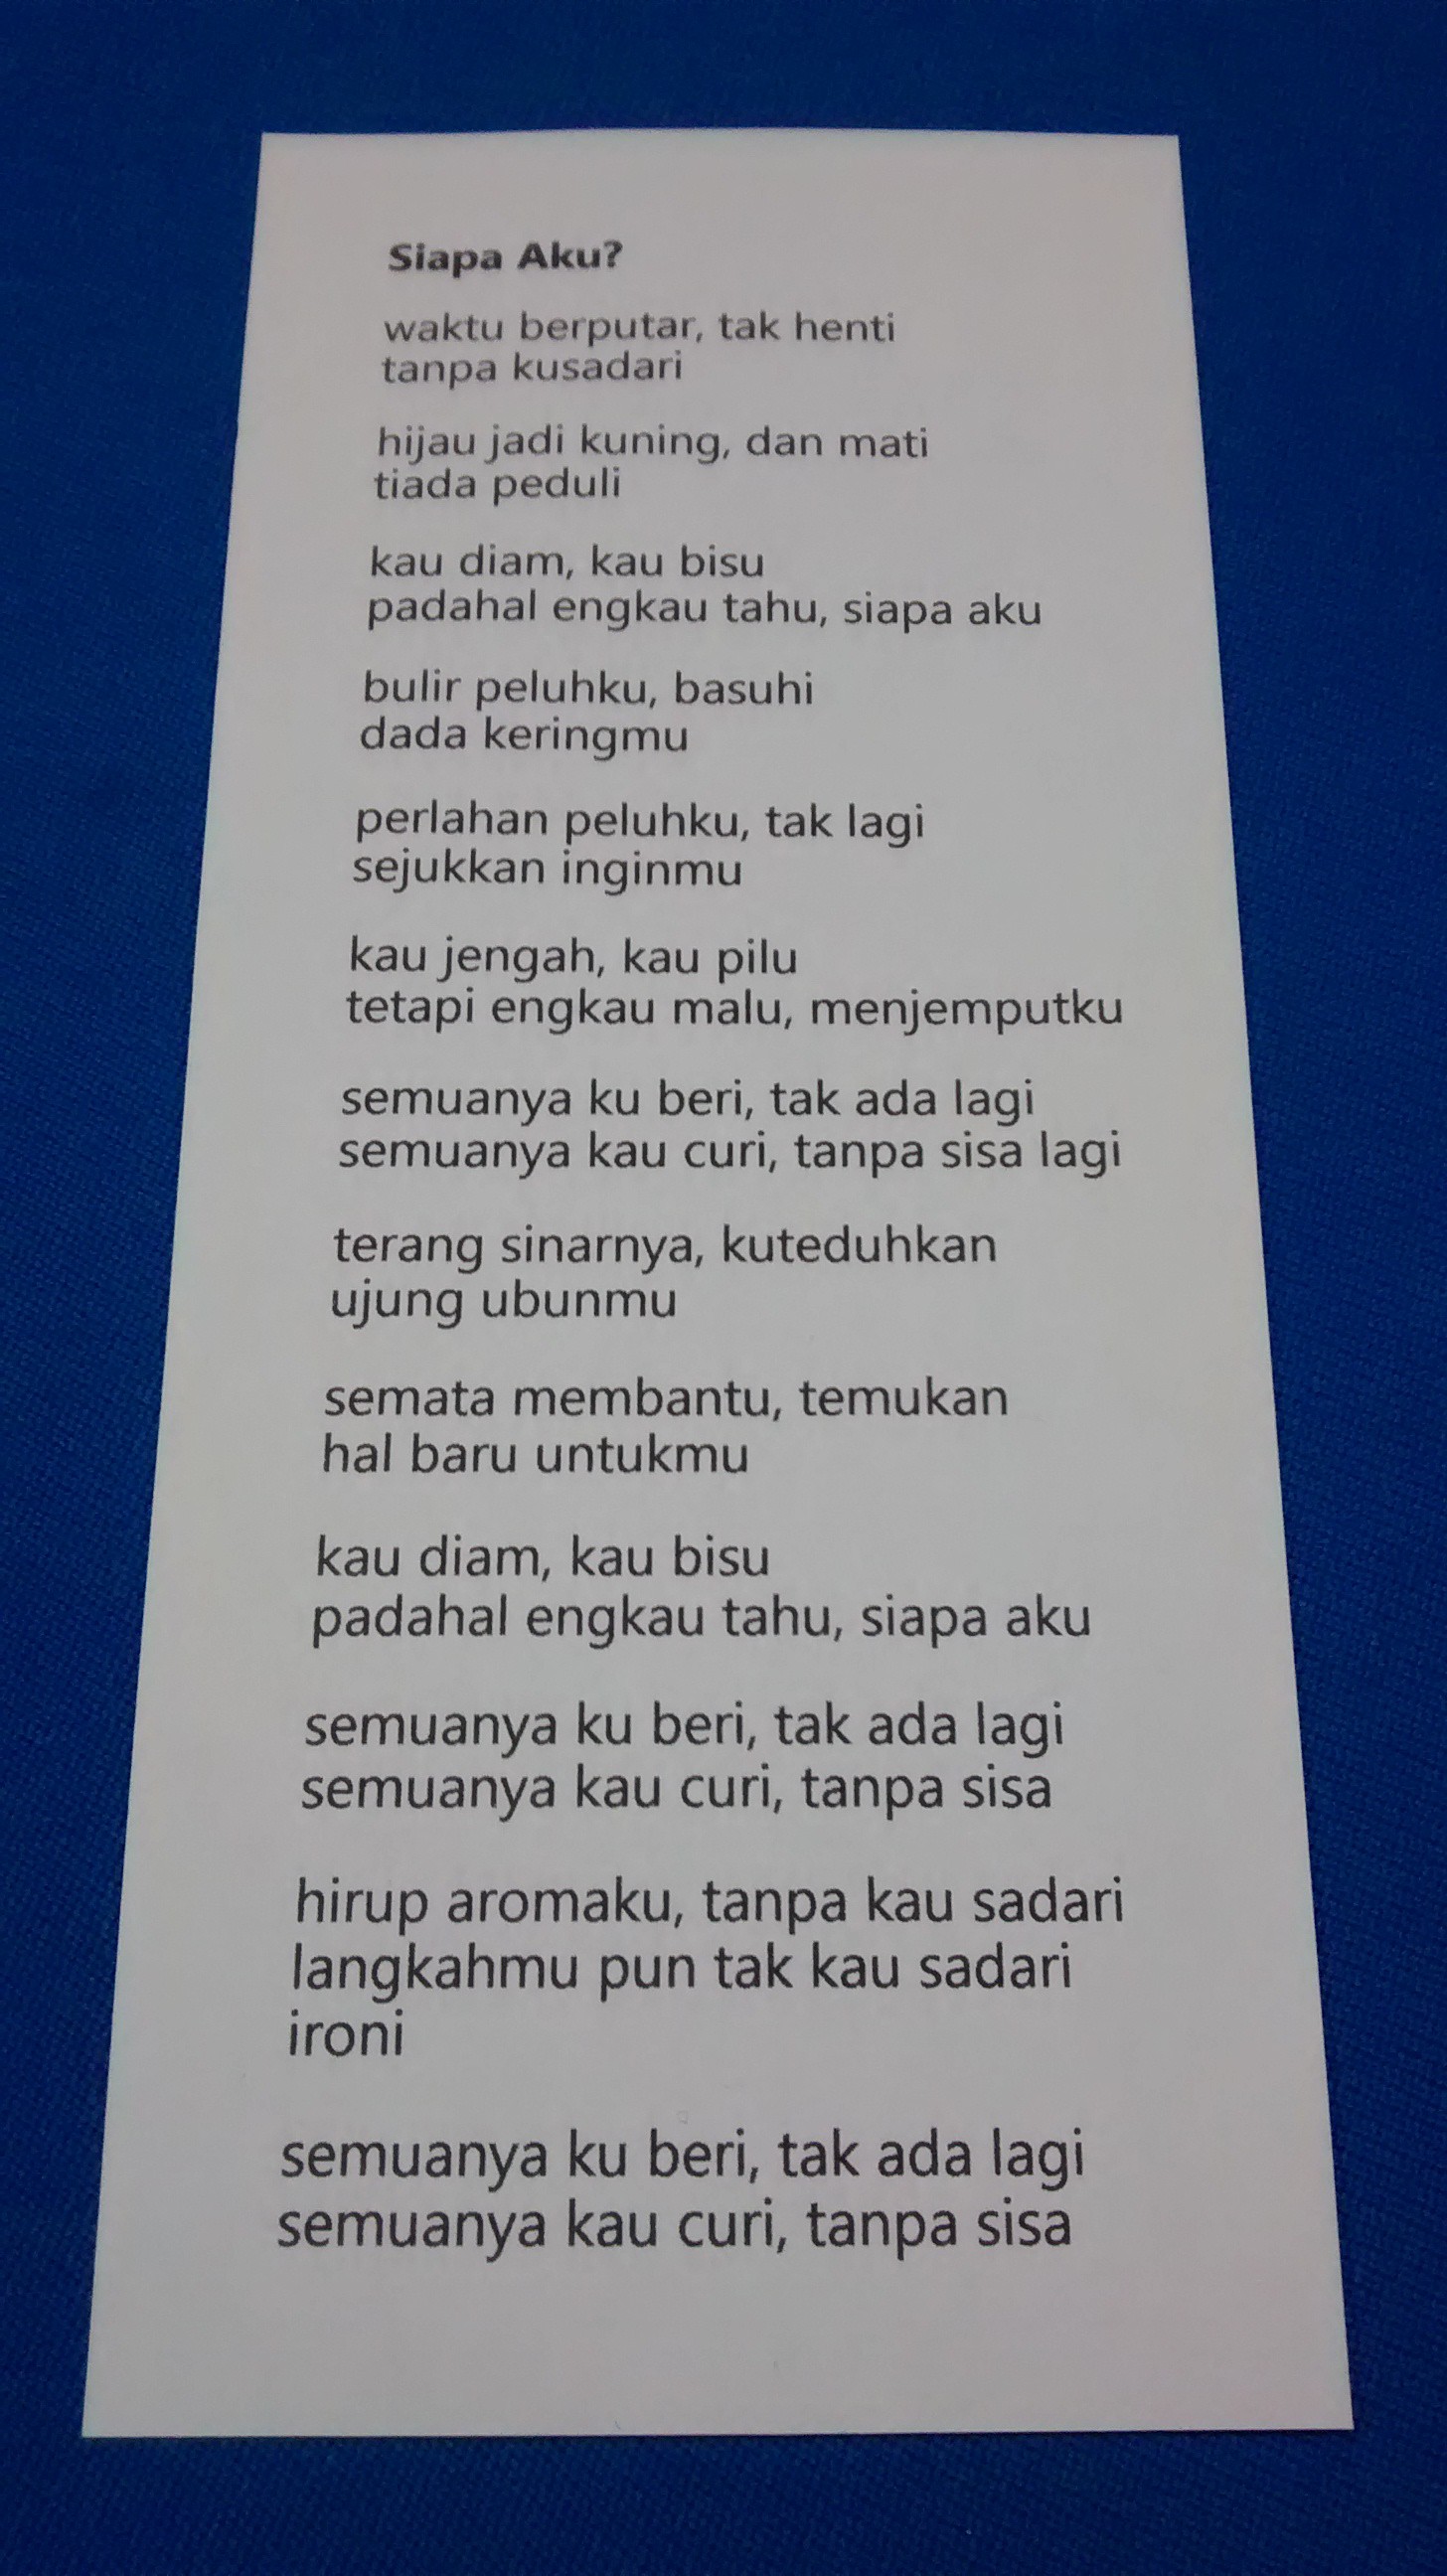 Siapa Aku?
waktu berputar, tak henti
tanpa kusadari
hijau jadi kuning, dan mati
tiada peduli
kau diam, kau bisu
padahal engkau tahu, siapa aku
bulir peluhku, basuhi
dada keringmu
perlahan peluhku, tak lagi
sejukkan inginmu
kau jengah, kau pilu
tetapi engkau malu, menjemputku
semuanya ku beri, tak ada lagi
semuanya kau curi, tanpa sisa lagi
terang sinarnya, kuteduhkan
ujung ubunmu
semata membantu, temukan
hal baru untukmu
kau diam, kau bisu
padahal engkau tahu, siapa aku
semuanya ku beri, tak ada lagi
semuanya kau curi, tanpa sisa
hirup aromaku, tanpa kau sadari
langkahmu pun tak kau sadari
ironi
semuanya ku beri, tak ada lagi
semuanya kau curi, tanpa sisa